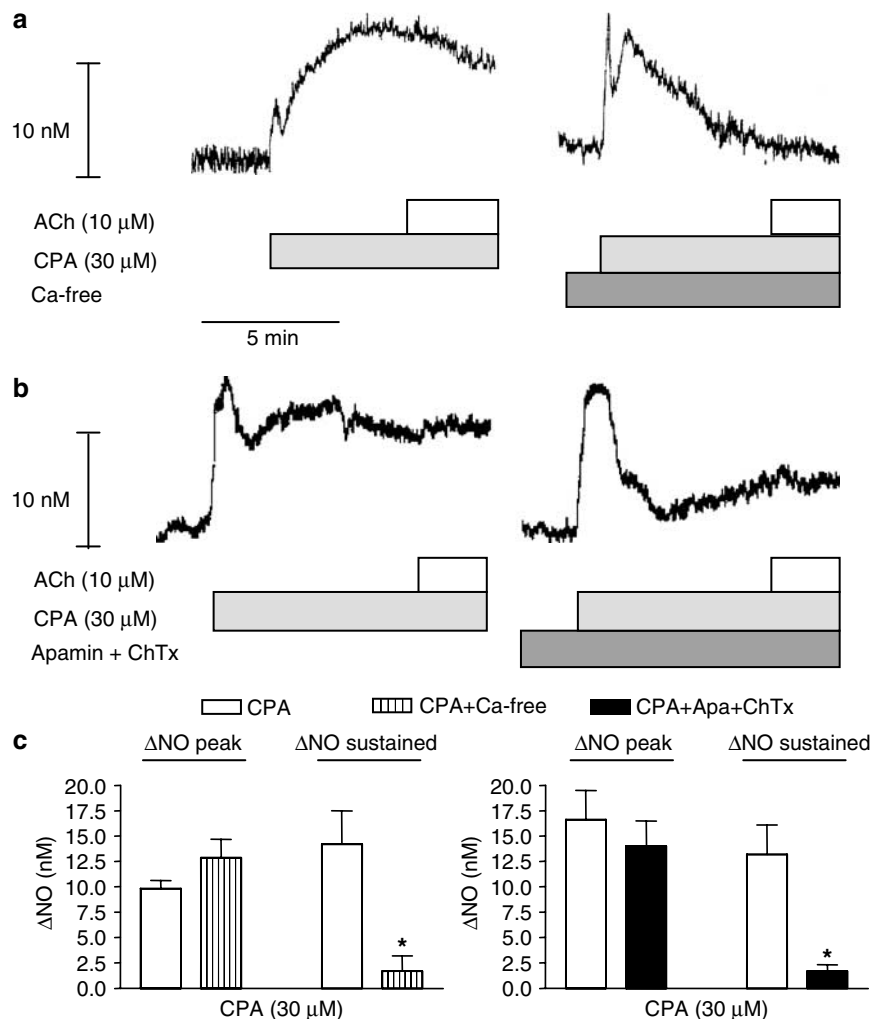 a
10 nM
ACh (10 μM)
CPA (30 μM)
Ca-free
5 min
b
10 nM
ACh (10 μM)
CPA (30 μM)
Apamin + ChTx
CPA CPA+Ca-free CPA+Apa+ChTx
c
ΔNO peak ΔNO sustained ΔNO peak ΔNO sustained
20.0 20.0
17.5 17.5
15.0 15.0
12.5 12.5
10.0 10.0
7.5 7.5
5.0 5.0
2.5 * 2.5 *
0.0 0.0
ΔNO (nM) ΔNO (nM)
CPA (30 μM) CPA (30 μM)